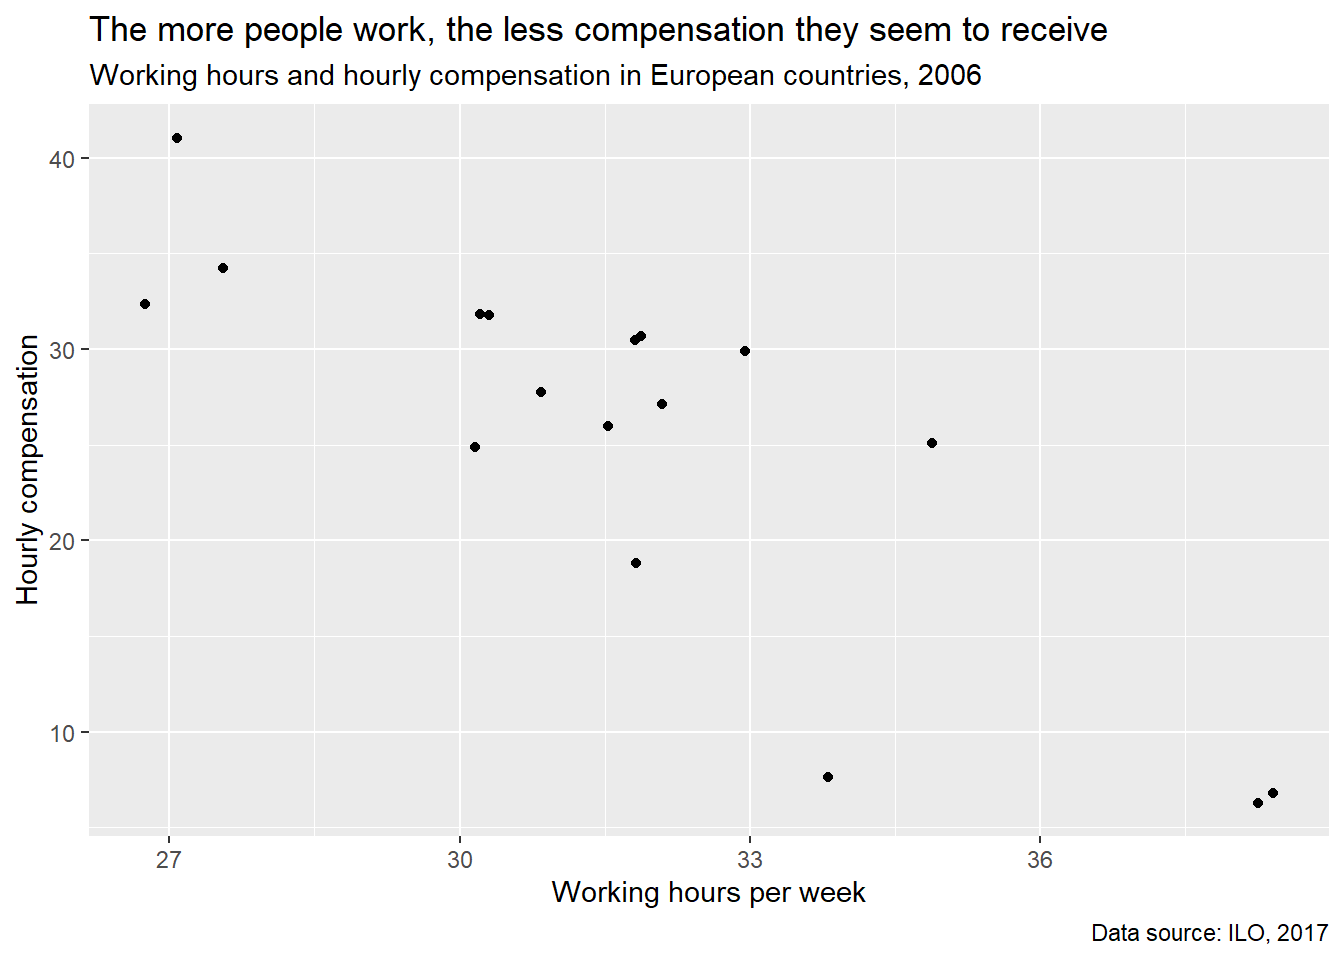 The more people work, the less compensation they seem to receive
Working hours and hourly compensation in European countries, 2006
Hourly compensation
40
30
20
10
27 30 33 36
Working hours per week
Data source: ILO, 2017